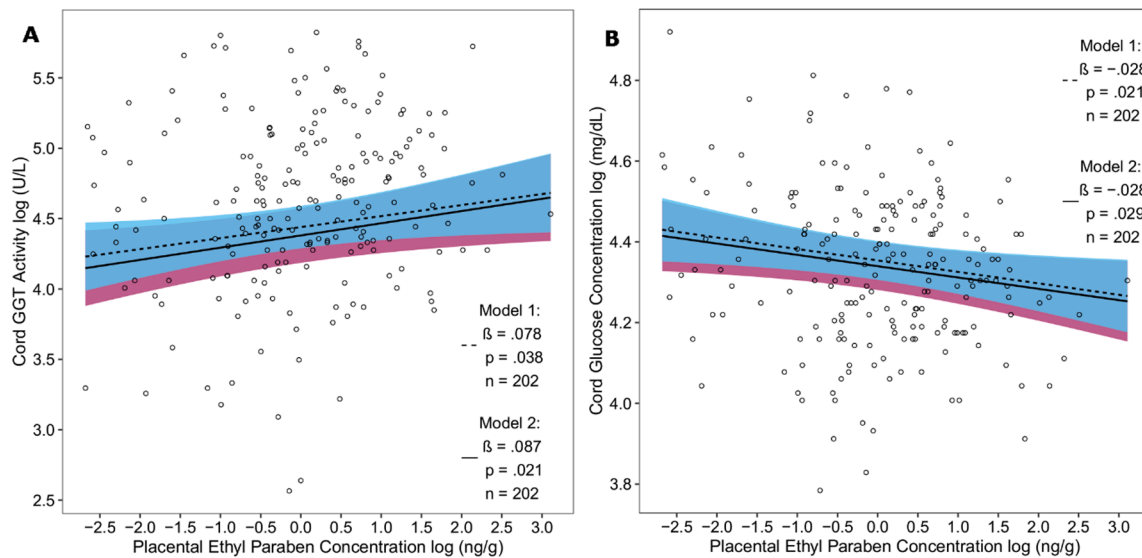 A
Cord GGT Activity log (U/L)
5.5
5.0
4.5
4.0
3.5
3.0
2.5
Model 1:
ß = .078
p = .038
n = 202
Model 2:
ß = .087
p = .021
n = 202
−2.5 −2.0 −1.5 −1.0 −0.5 0.0 0.5 1.0 1.5 2.0 2.5 3.0
Placental Ethyl Paraben Concentration log (ng/g)
B
Cord Glucose Concentration log (mg/dL)
4.8
4.6
4.4
4.2
4.0
3.8
Model 1:
ß = −.028
p = .021
n = 202
Model 2:
ß = −.028
p = .029
n = 202
−2.5 −2.0 −1.5 −1.0 −0.5 0.0 0.5 1.0 1.5 2.0 2.5 3.0
Placental Ethyl Paraben Concentration log (ng/g)